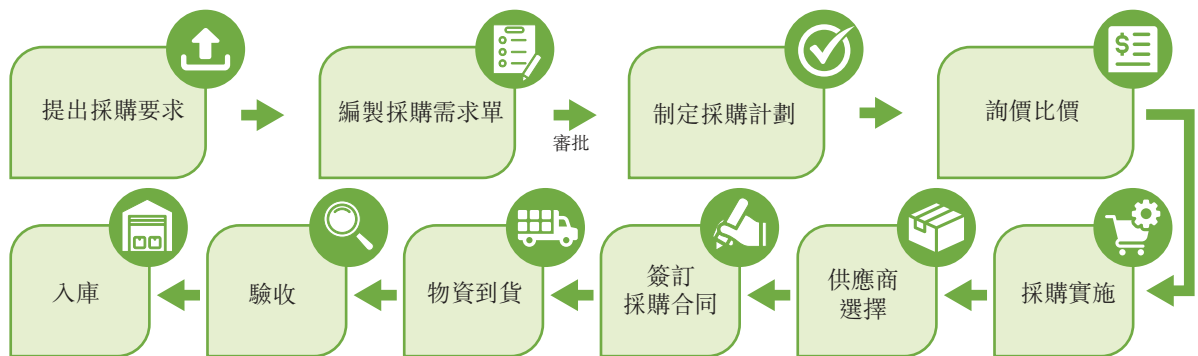 提出採購要求
編製採購需求單
審批
制定採購計劃
詢價比價
採購實施
供應商
選擇
簽訂
採購合同
物資到貨
驗收
入庫